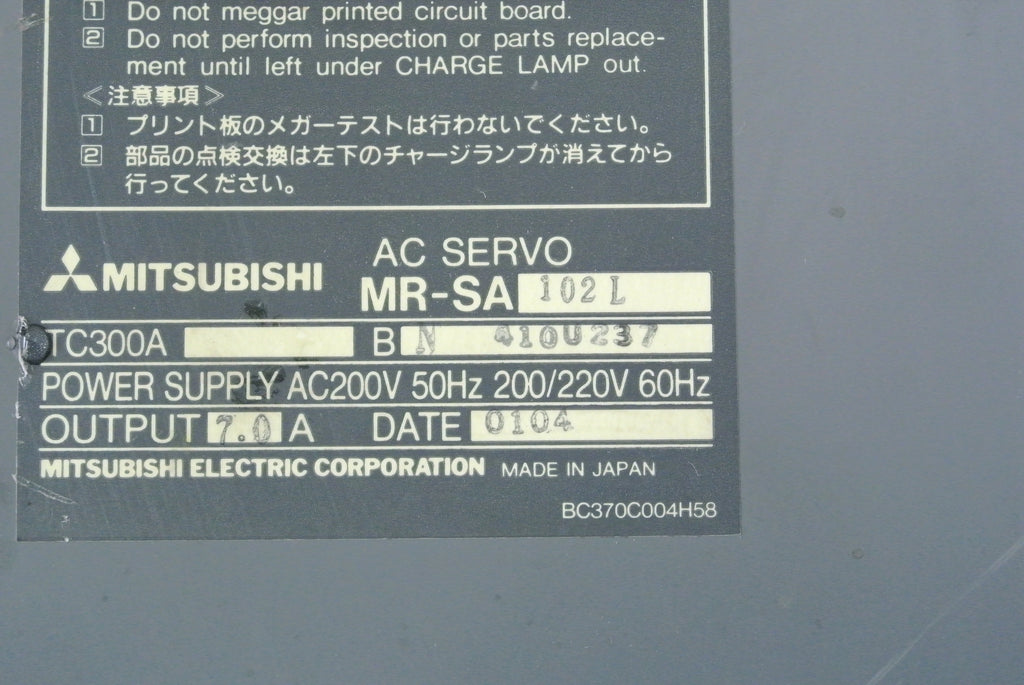 1 Do not meggar printed circuit board.
2 Do not perform inspection or parts replace-
ment until left under CHARGE LAMP out.
＜注意事項＞
1 プリント板のメガーテストは行わないでください。
2 部品の点検交換は左下のチャージランプが消えてから
行ってください。
MITSUBISHI
AC SERVO
MR-SA 102L
TC300A B N 410U237
POWER SUPPLY AC200V 50Hz 200/220V 60Hz
OUTPUT 7.0 A DATE 0104
MITSUBISHI ELECTRIC CORPORATION MADE IN JAPAN
BC370C004H58